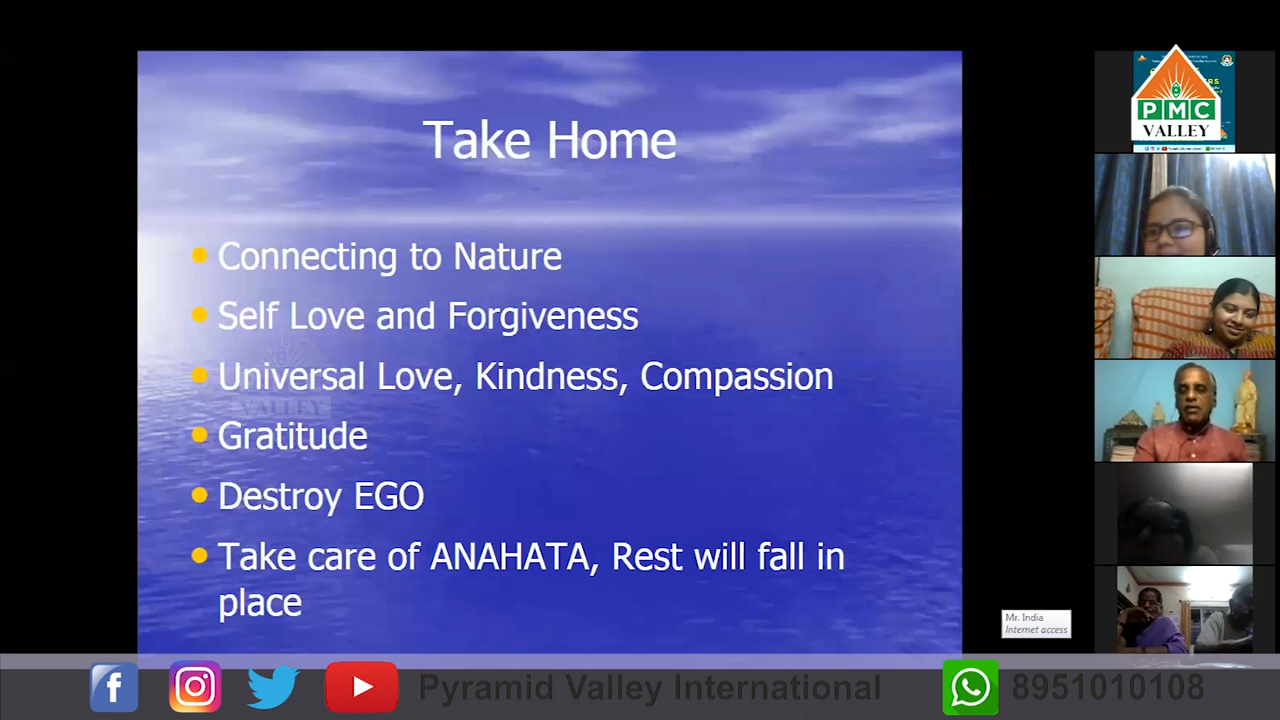 Take Home
Connecting to Nature
Self Love and Forgiveness
Universal Love, Kindness, Compassion
Gratitude
Destroy EGO
Take care of ANAHATA, Rest will fall in
place
VALLEY
PMC
VALLEY
Mr. India
Internet access
Pyramid Valley International
8951010108